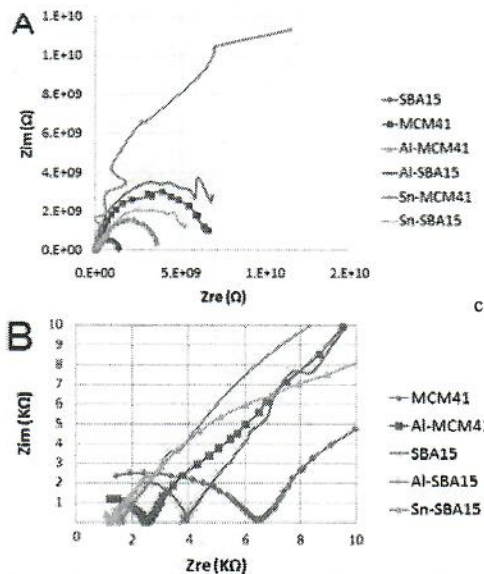 A
1.E+10
1.E+10
8.E+09
6.E+09
4.E+09
2.E+09
0.E+00
Zim(Ω)
0.E+00 5.E+09 1.E+10 2.E+10
Zre(Ω)
SBA15
MCM41
Al-MCM41
Al-SBA15
Sn-MCM41
Sn-SBA15
c
B
10
9
8
7
6
5
4
3
2
1
Zim(KΩ)
0 2 4 6 8 10
Zre(KΩ)
MCM41
Al-MCM41
SBA15
Al-SBA15
Sn-SBA15